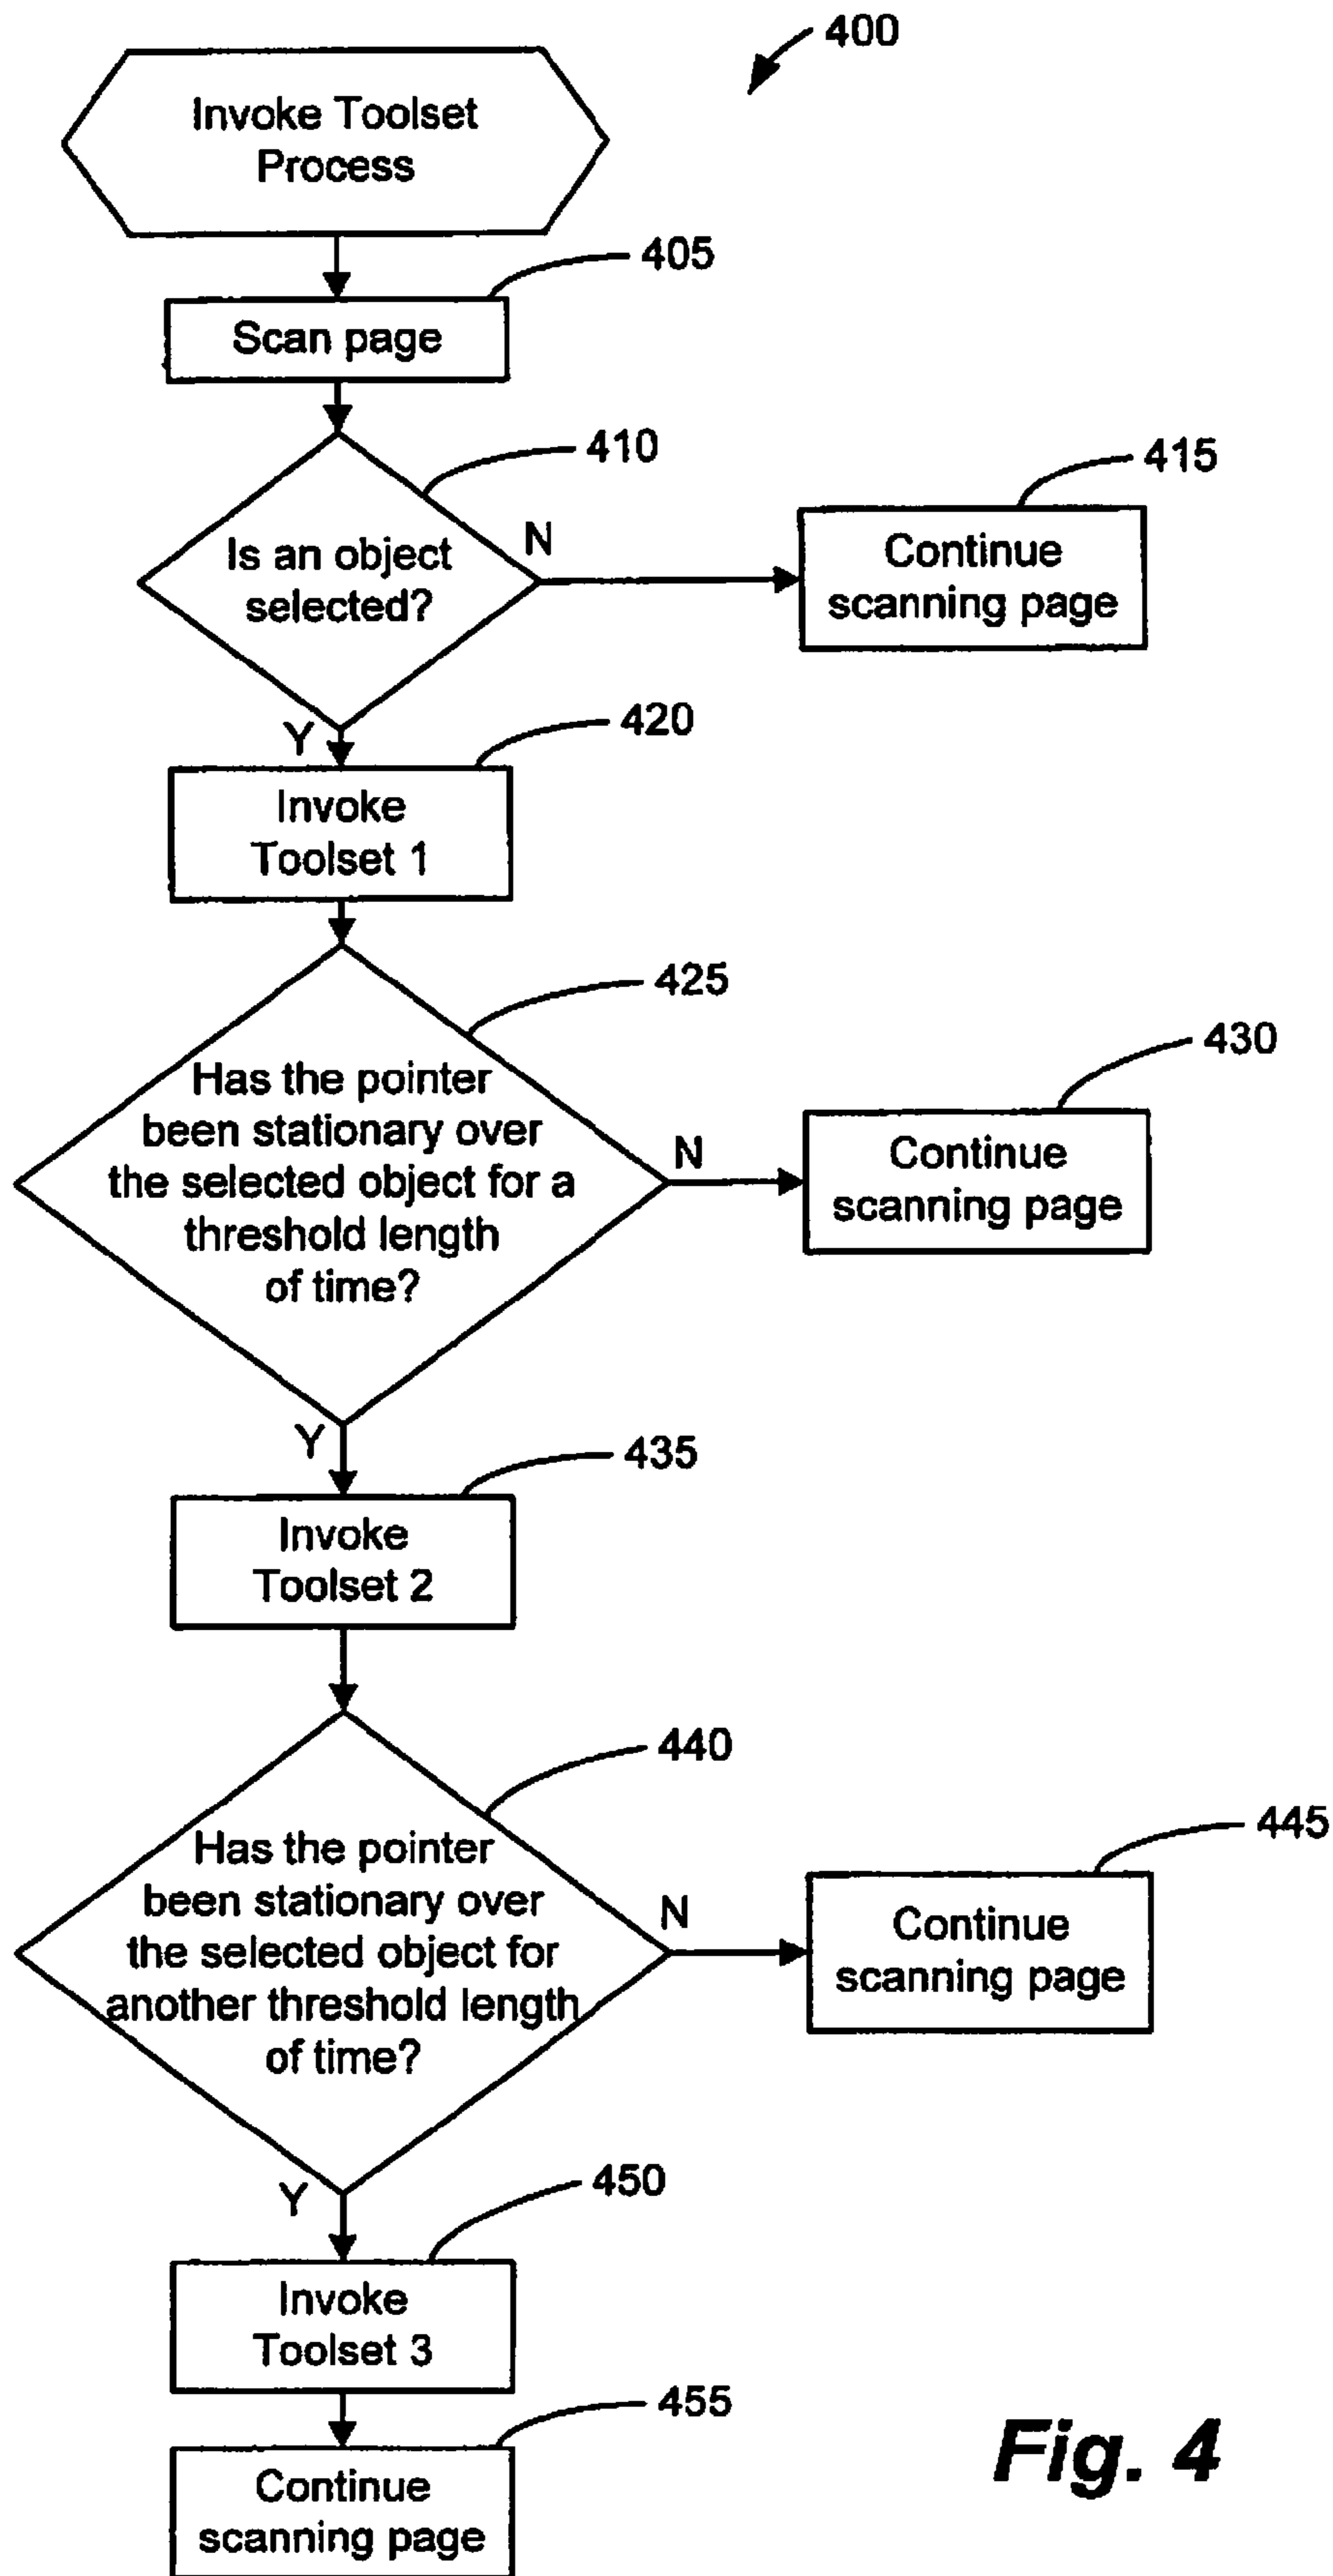 400
Invoke Toolset
Process
405
Scan page
410
Is an object
selected?
N
415
Continue
scanning page
Y
420
Invoke
Toolset 1
425
Has the pointer
been stationary over
the selected object for a
threshold length
of time?
N
430
Continue
scanning page
Y
435
Invoke
Toolset 2
440
Has the pointer
been stationary over
the selected object for
another threshold length
of time?
N
445
Continue
scanning page
Y
450
Invoke
Toolset 3
455
Continue
scanning page
Fig. 4